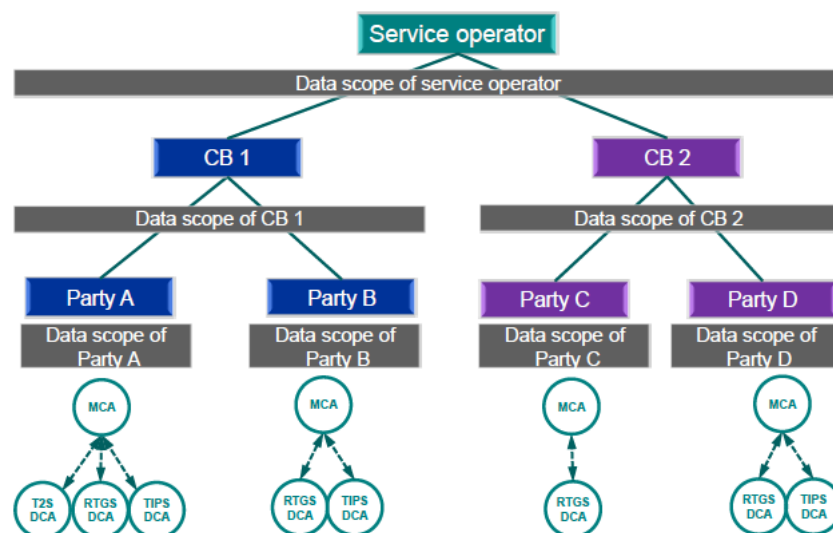 Service operator
Data scope of service operator
CB 1
CB 2
Data scope of CB 1
Data scope of CB 2
Party A
Party B
Party C
Party D
Data scope of
Party A
Data scope of
Party B
Data scope of
Party C
Data scope of
Party D
MCA
MCA
MCA
MCA
T2S
DCA
RTGS
DCA
TIPS
DCA
RTGS
DCA
TIPS
DCA
RTGS
DCA
RTGS
DCA
TIPS
DCA